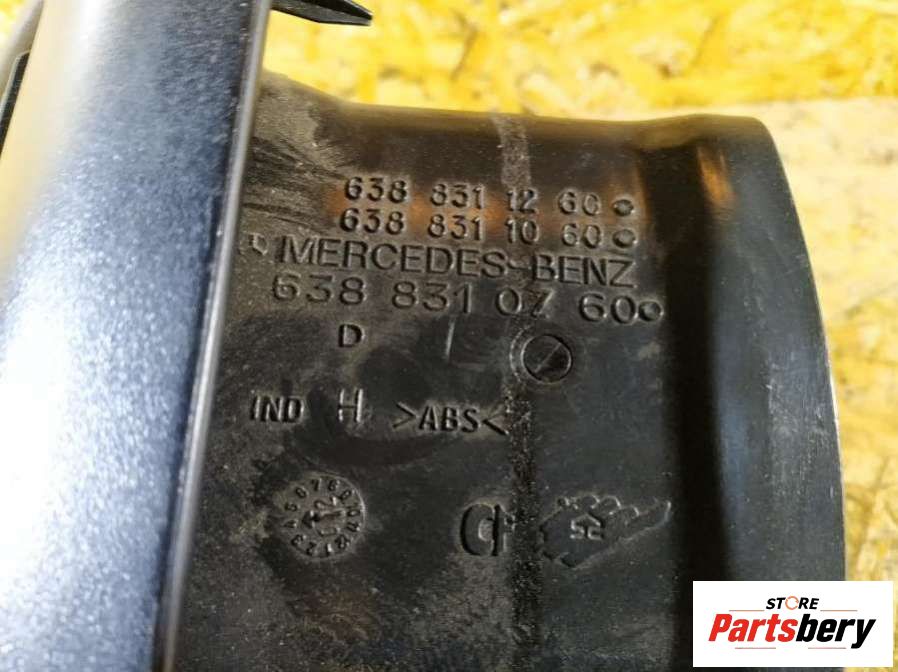 638 831 12 60
638 831 10 60
MERCEDES-BENZ
638 831 07 60
D
IND H >ABS<
STORE
Partsbery